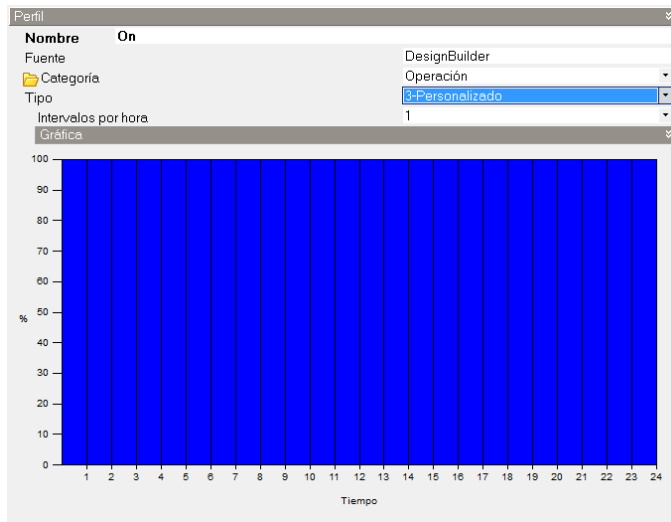 Perfil
Nombre On
Fuente DesignBuilder
Categoría Operación
Tipo 3-Personalizado
Intervalos por hora 1
Gráfica
100
90
80
70
60
50
%
40
30
20
10
0
1 2 3 4 5 6 7 8 9 10 11 12 13 14 15 16 17 18 19 20 21 22 23 24
Tiempo